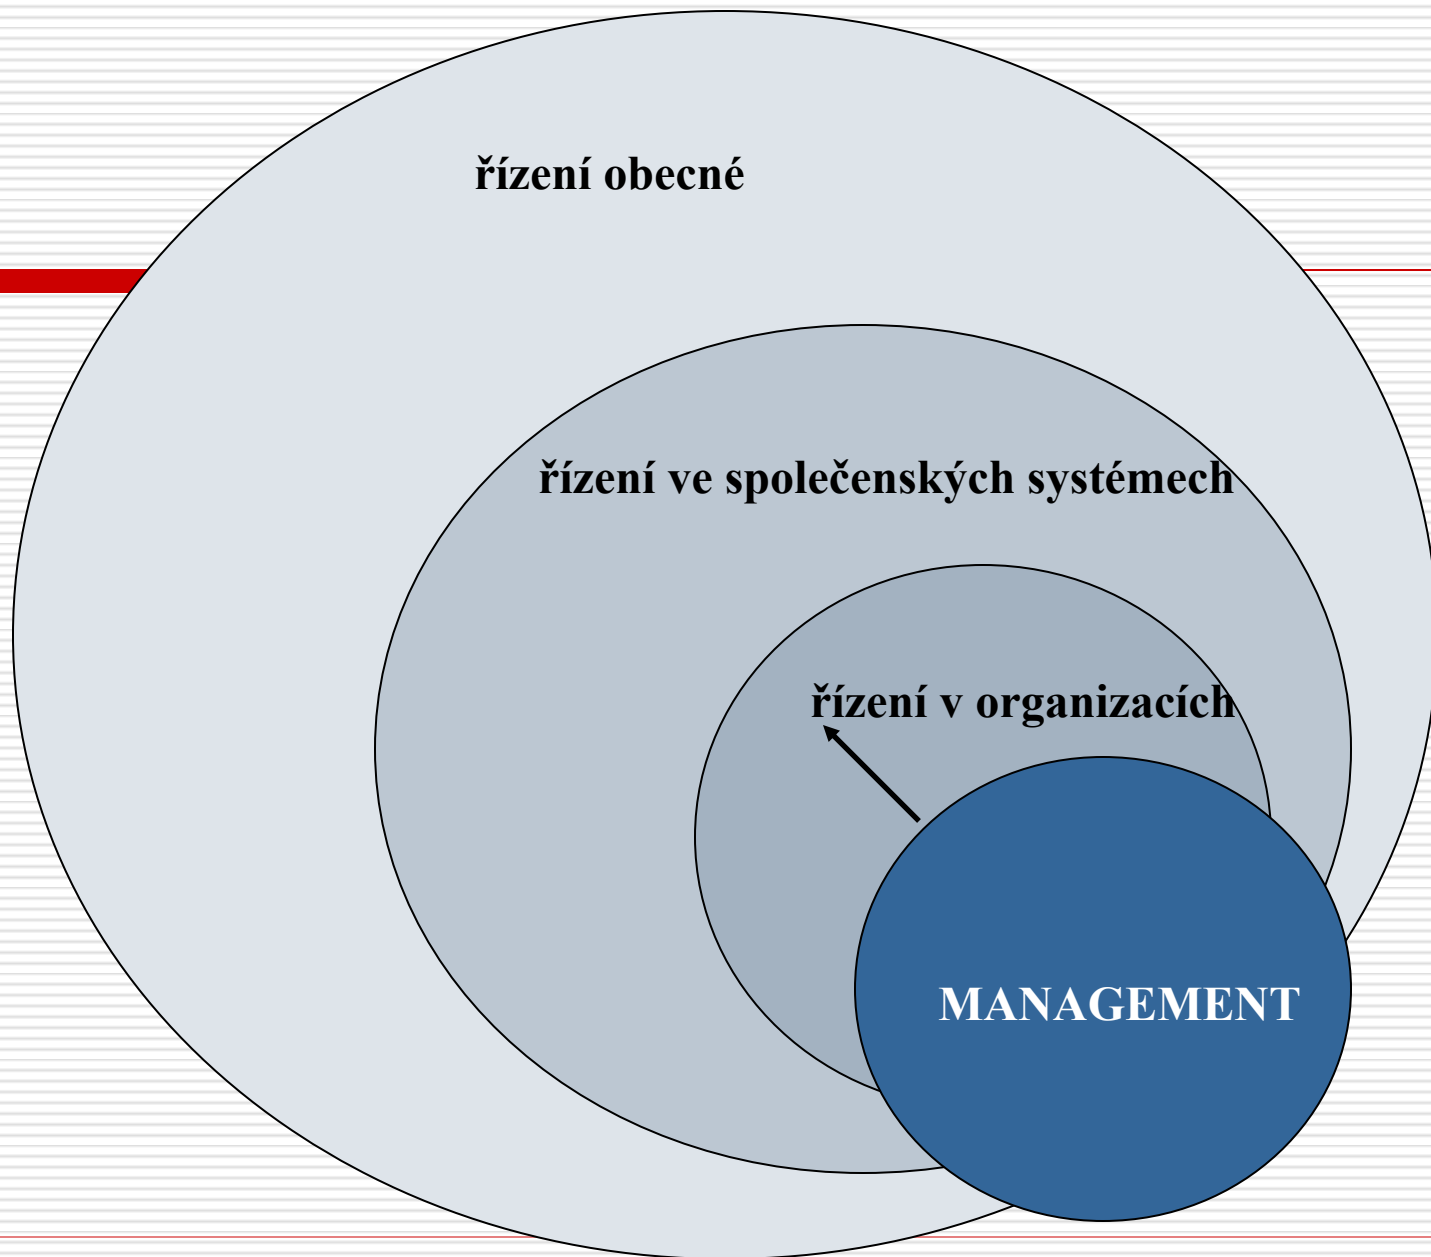 řízení obecné
řízení ve společenských systémech
řízení v organizacích
MANAGEMENT